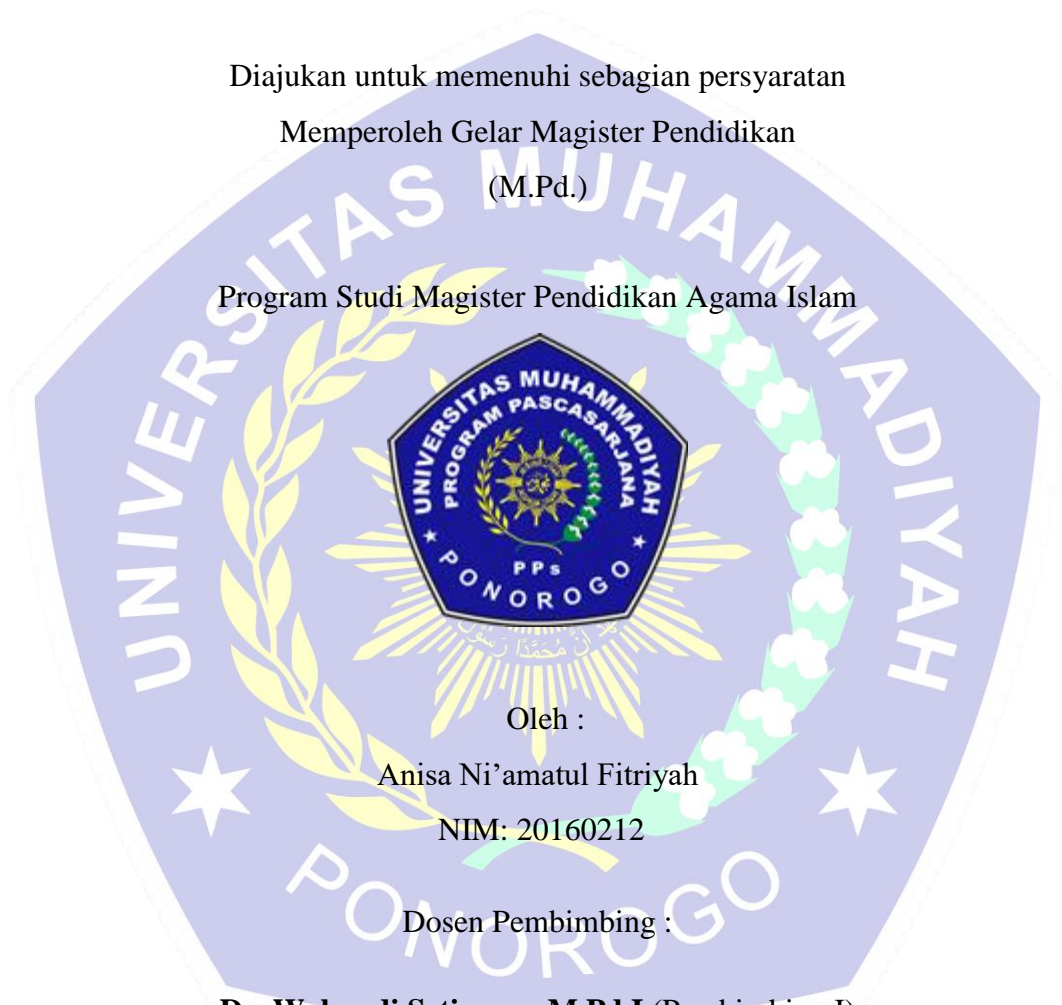 Diajukan untuk memenuhi sebagian persyaratan
Memperoleh Gelar Magister Pendidikan
(M.Pd.)
Program Studi Magister Pendidikan Agama Islam
UNIVERSITAS MUHAMMADIYAH
PONOROGO
UNIVERSITAS MUHAMMADIYAH
PROGRAM PASCASARJANA
PPs
PONOROGO
Oleh :
Anisa Ni’amatul Fitriyah
NIM: 20160212
Dosen Pembimbing :